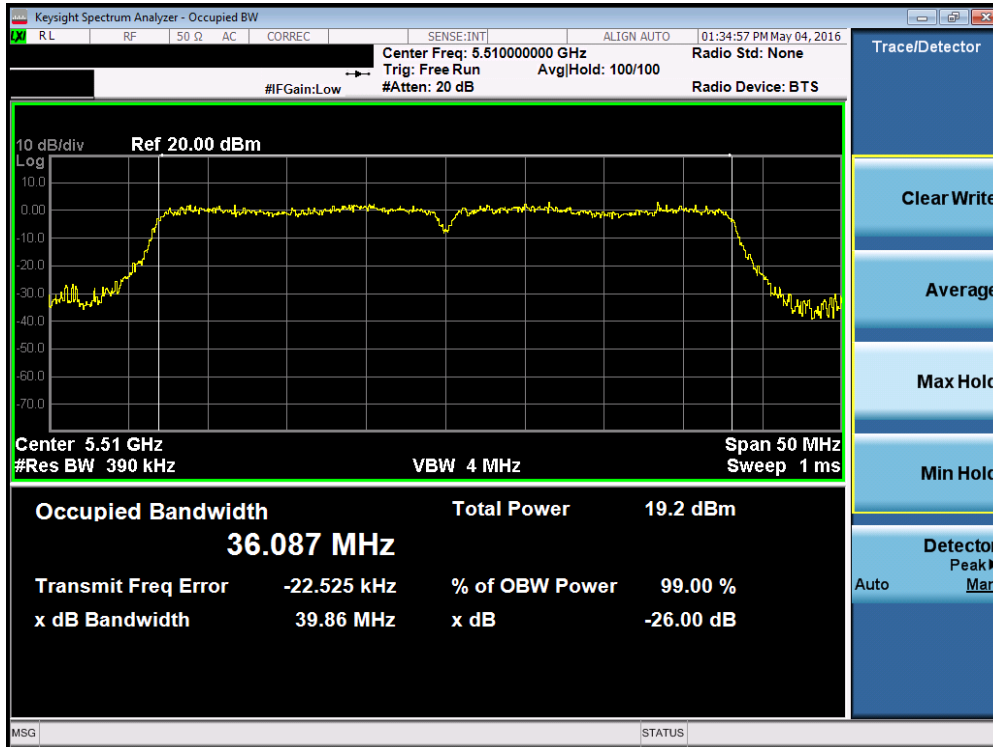 Keysight Spectrum Analyzer - Occupied BW
LXI RL RF 50 Ω AC CORREC SENSE:INT ALIGN AUTO 01:34:57 PM May 04, 2016
Center Freq: 5.510000000 GHz Radio Std: None
Trig: Free Run Avg|Hold: 100/100
#IFGain:Low #Atten: 20 dB Radio Device: BTS
Trace/Detector
10 dB/div Ref 20.00 dBm
Log
10.0
0.00
-10.0
-20.0
-30.0
-40.0
-50.0
-60.0
-70.0
Center 5.51 GHz Span 50 MHz
#Res BW 390 kHz VBW 4 MHz Sweep 1 ms
Occupied Bandwidth Total Power 19.2 dBm
36.087 MHz
Transmit Freq Error -22.525 kHz % of OBW Power 99.00 %
x dB Bandwidth 39.86 MHz x dB -26.00 dB
Clear Write
Average
Max Hold
Min Hold
Detector
Peak
Auto Man
MSG STATUS